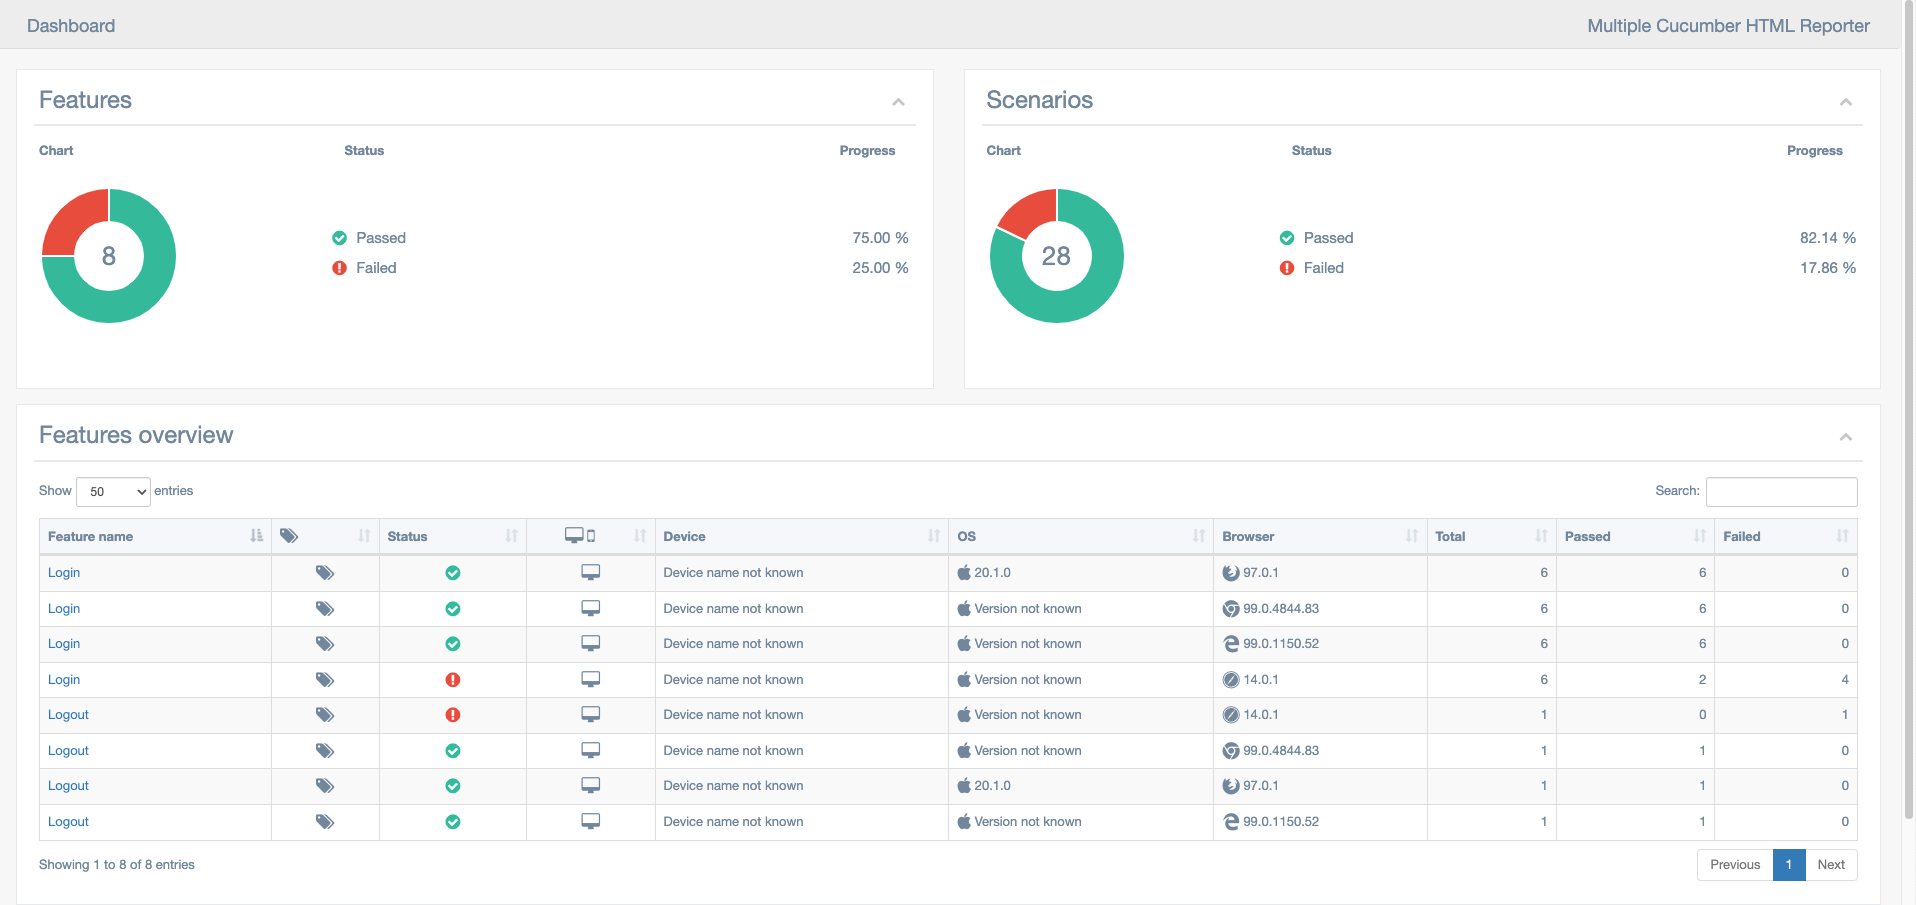 Dashboard Multiple Cucumber HTML Reporter
Features
Chart Status Progress
8
Passed 75.00 %
Failed 25.00 %
Scenarios
Chart Status Progress
28
Passed 82.14 %
Failed 17.86 %
Features overview
Show 50 entries Search:
Feature name Status Device OS Browser Total Passed Failed
Login Device name not known 20.1.0 97.0.1 6 6 0
Login Device name not known Version not known 99.0.4844.83 6 6 0
Login Device name not known Version not known 99.0.1150.52 6 6 0
Login Device name not known Version not known 14.0.1 6 2 4
Logout Device name not known Version not known 14.0.1 1 0 1
Logout Device name not known Version not known 99.0.4844.83 1 1 0
Logout Device name not known 20.1.0 97.0.1 1 1 0
Logout Device name not known Version not known 99.0.1150.52 1 1 0
Showing 1 to 8 of 8 entries Previous 1 Next